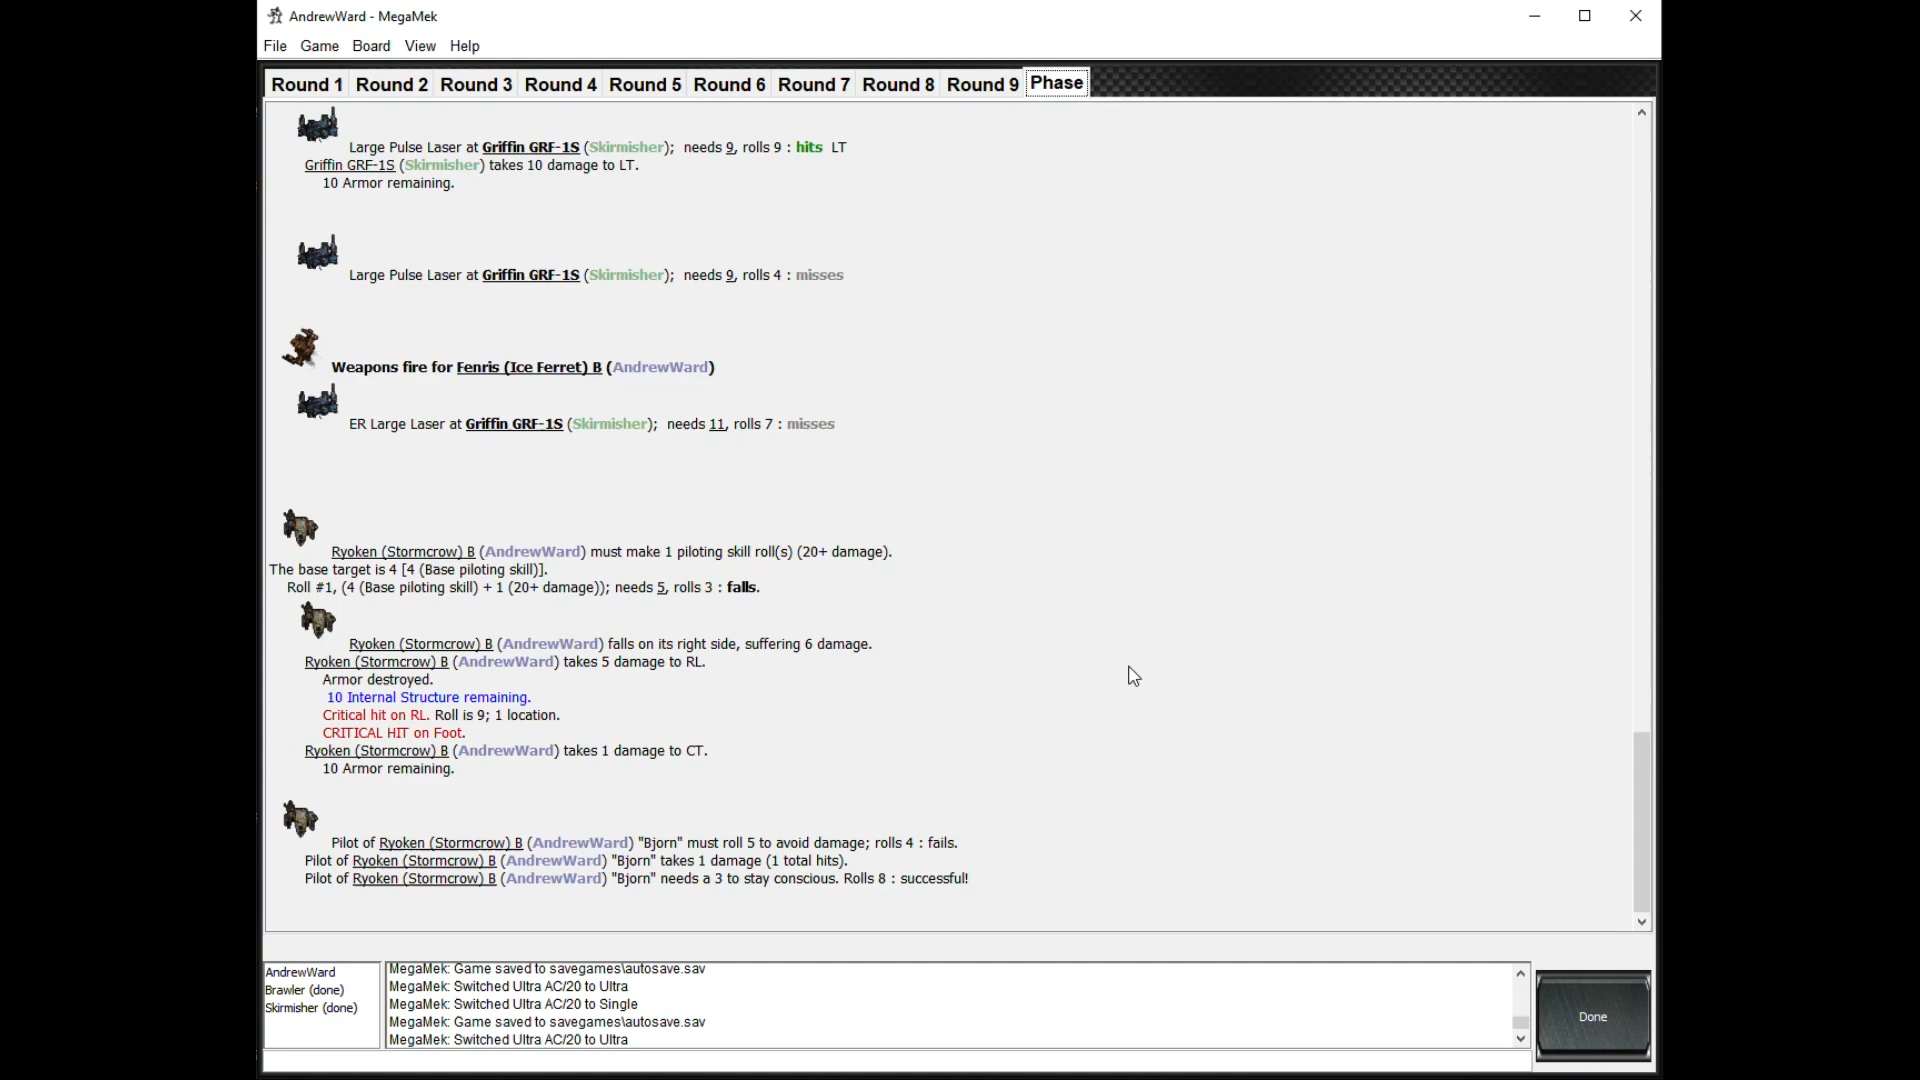 AndrewWard - MegaMek
File Game Board View Help
Round 1 Round 2 Round 3 Round 4 Round 5 Round 6 Round 7 Round 8 Round 9 Phase
Large Pulse Laser at Griffin GRF-1S (Skirmisher); needs 9, rolls 9 : hits LT
Griffin GRF-1S (Skirmisher) takes 10 damage to LT.
10 Armor remaining.
Large Pulse Laser at Griffin GRF-1S (Skirmisher); needs 9, rolls 4 : misses
Weapons fire for Fenris (Ice Ferret) B (AndrewWard)
ER Large Laser at Griffin GRF-1S (Skirmisher); needs 11, rolls 7 : misses
Ryoken (Stormcrow) B (AndrewWard) must make 1 piloting skill roll(s) (20+ damage).
The base target is 4 [4 (Base piloting skill)].
Roll #1, (4 (Base piloting skill) + 1 (20+ damage)); needs 5, rolls 3 : falls.
Ryoken (Stormcrow) B (AndrewWard) falls on its right side, suffering 6 damage.
Ryoken (Stormcrow) B (AndrewWard) takes 5 damage to RL.
Armor destroyed.
10 Internal Structure remaining.
Critical hit on RL. Roll is 9; 1 location.
CRITICAL HIT on Foot.
Ryoken (Stormcrow) B (AndrewWard) takes 1 damage to CT.
10 Armor remaining.
Pilot of Ryoken (Stormcrow) B (AndrewWard) "Bjorn" must roll 5 to avoid damage; rolls 4 : fails.
Pilot of Ryoken (Stormcrow) B (AndrewWard) "Bjorn" takes 1 damage (1 total hits).
Pilot of Ryoken (Stormcrow) B (AndrewWard) "Bjorn" needs a 3 to stay conscious. Rolls 8 : successful!
AndrewWard
Brawler (done)
Skirmisher (done)
MegaMek: Game saved to savegames\autosave.sav
MegaMek: Switched Ultra AC/20 to Ultra
MegaMek: Switched Ultra AC/20 to Single
MegaMek: Game saved to savegames\autosave.sav
MegaMek: Switched Ultra AC/20 to Ultra
Done